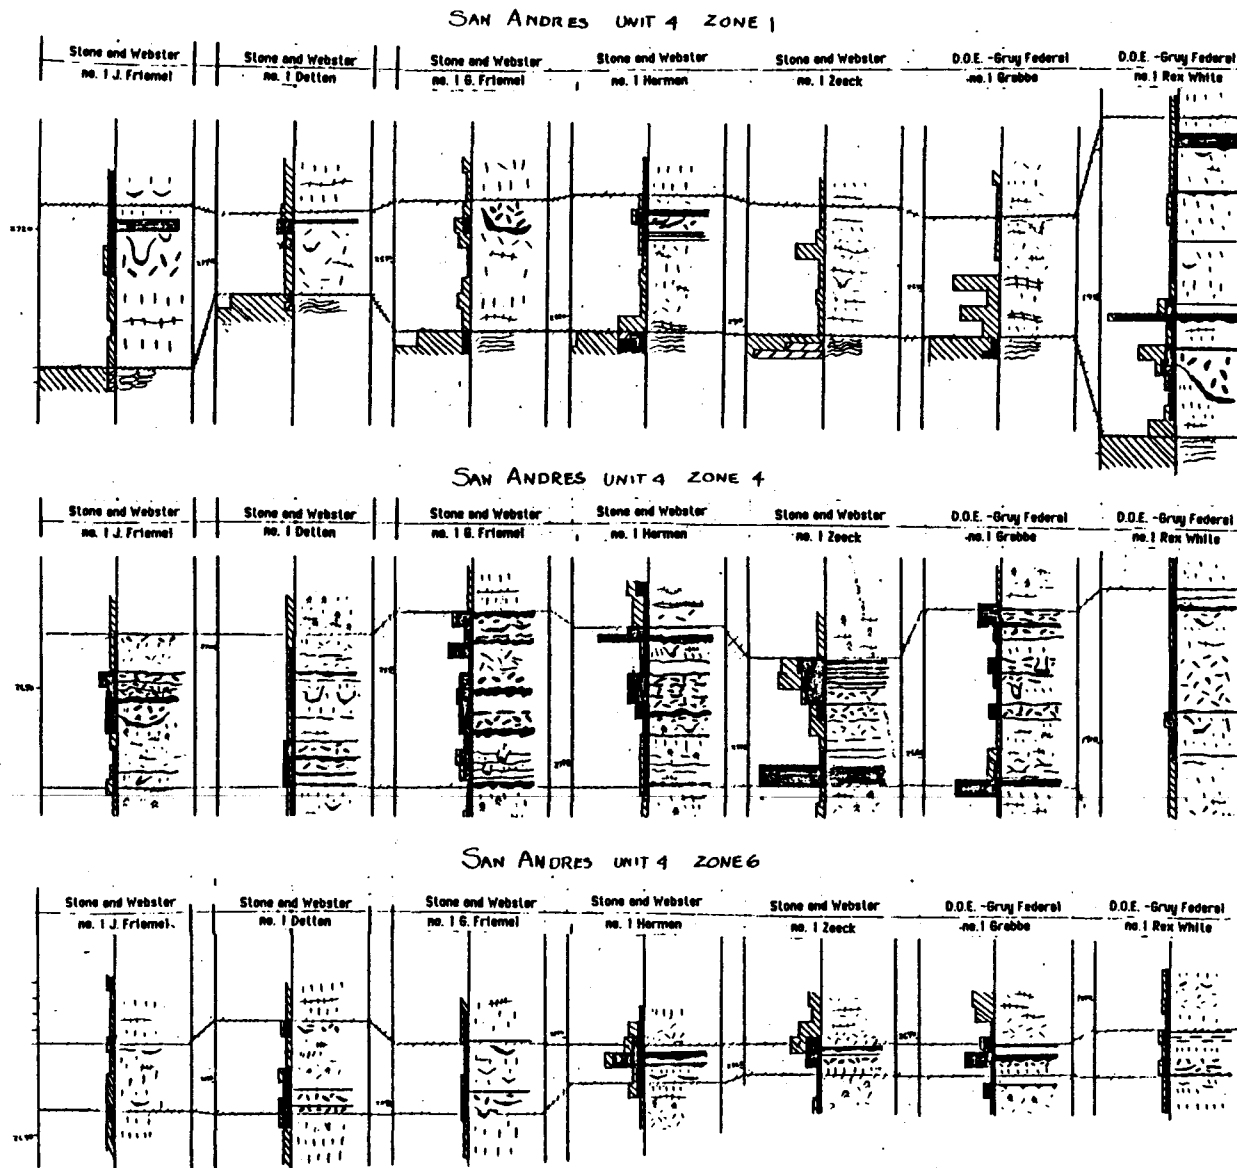 SAN ANDRES UNIT 4 ZONE 1
Stone and Webster Stone and Webster Stone and Webster Stone and Webster Stone and Webster D.O.E. -Gruy Federal D.O.E. -Gruy Federal
no. 1 J. Friemel no. 1 Detten no. 1 G. Friemel no. 1 Harman no. 1 Zeeck no. 1 Grabbe no. 1 Rex White
SAN ANDRES UNIT 4 ZONE 4
Stone and Webster Stone and Webster Stone and Webster Stone and Webster Stone and Webster D.O.E. -Gruy Federal D.O.E. -Gruy Federal
no. 1 J. Friemel no. 1 Detten no. 1 G. Friemel no. 1 Harman no. 1 Zeeck no. 1 Grabbe no. 1 Rex White
SAN ANDRES UNIT 4 ZONE 6
Stone and Webster Stone and Webster Stone and Webster Stone and Webster Stone and Webster D.O.E. -Gruy Federal D.O.E. -Gruy Federal
no. 1 J. Friemel no. 1 Detten no. 1 G. Friemel no. 1 Harman no. 1 Zeeck no. 1 Grabbe no. 1 Rex White